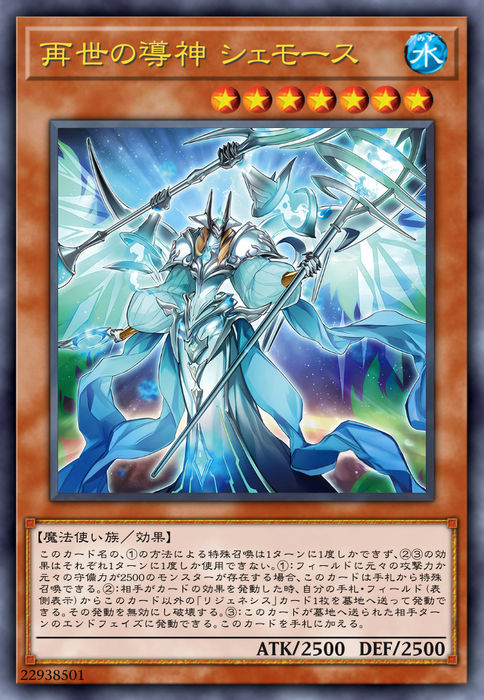 再世の導神 シェモース
みず
水
【魔法使い族／効果】
このカード名の、①の方法による特殊召喚は1ターンに1度しかできず、②③の効
果はそれぞれ1ターンに1度しか使用できない。①：フィールドに元々の攻撃力か
元々の守備力が2500のモンスターが存在する場合、このカードは手札から特殊
召喚できる。②：相手がカードの効果を発動した時、自分の手札・フィールド（表
側表示）からこのカード以外の「リジェネシス」カード1枚を墓地へ送って発動でき
る。その発動を無効にし破壊する。③：このカードが墓地へ送られた相手ター
ンのエンドフェイズに発動できる。このカードを手札に加える。
ATK/2500 DEF/2500
22938501